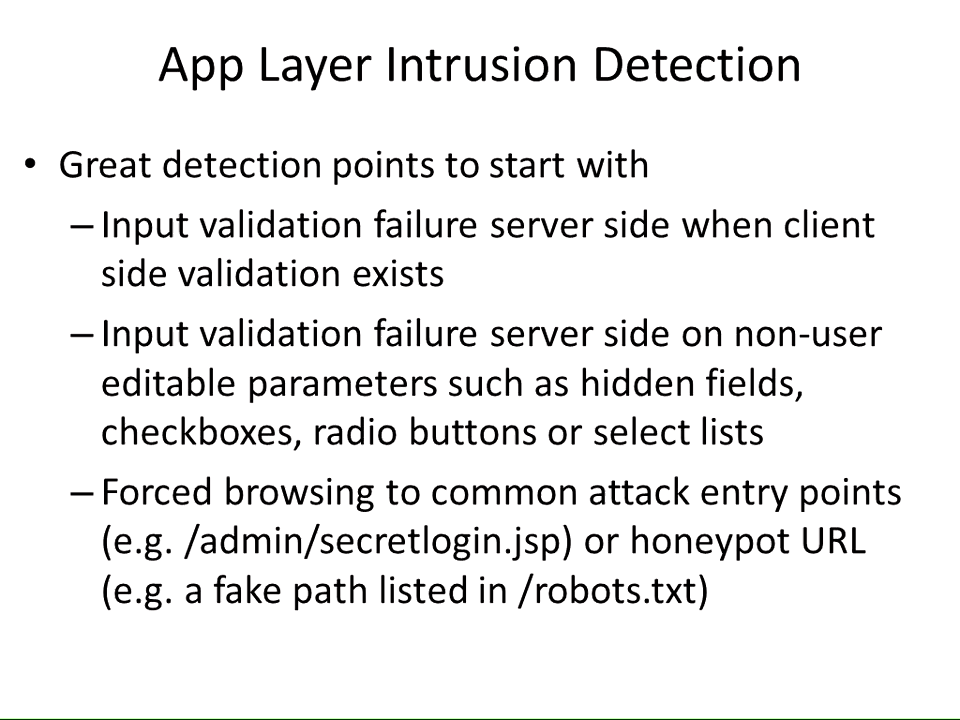 App Layer Intrusion Detection
• Great detection points to start with
– Input validation failure server side when client
side validation exists
– Input validation failure server side on non-user
editable parameters such as hidden fields,
checkboxes, radio buttons or select lists
– Forced browsing to common attack entry points
(e.g. /admin/secretlogin.jsp) or honeypot URL
(e.g. a fake path listed in /robots.txt)